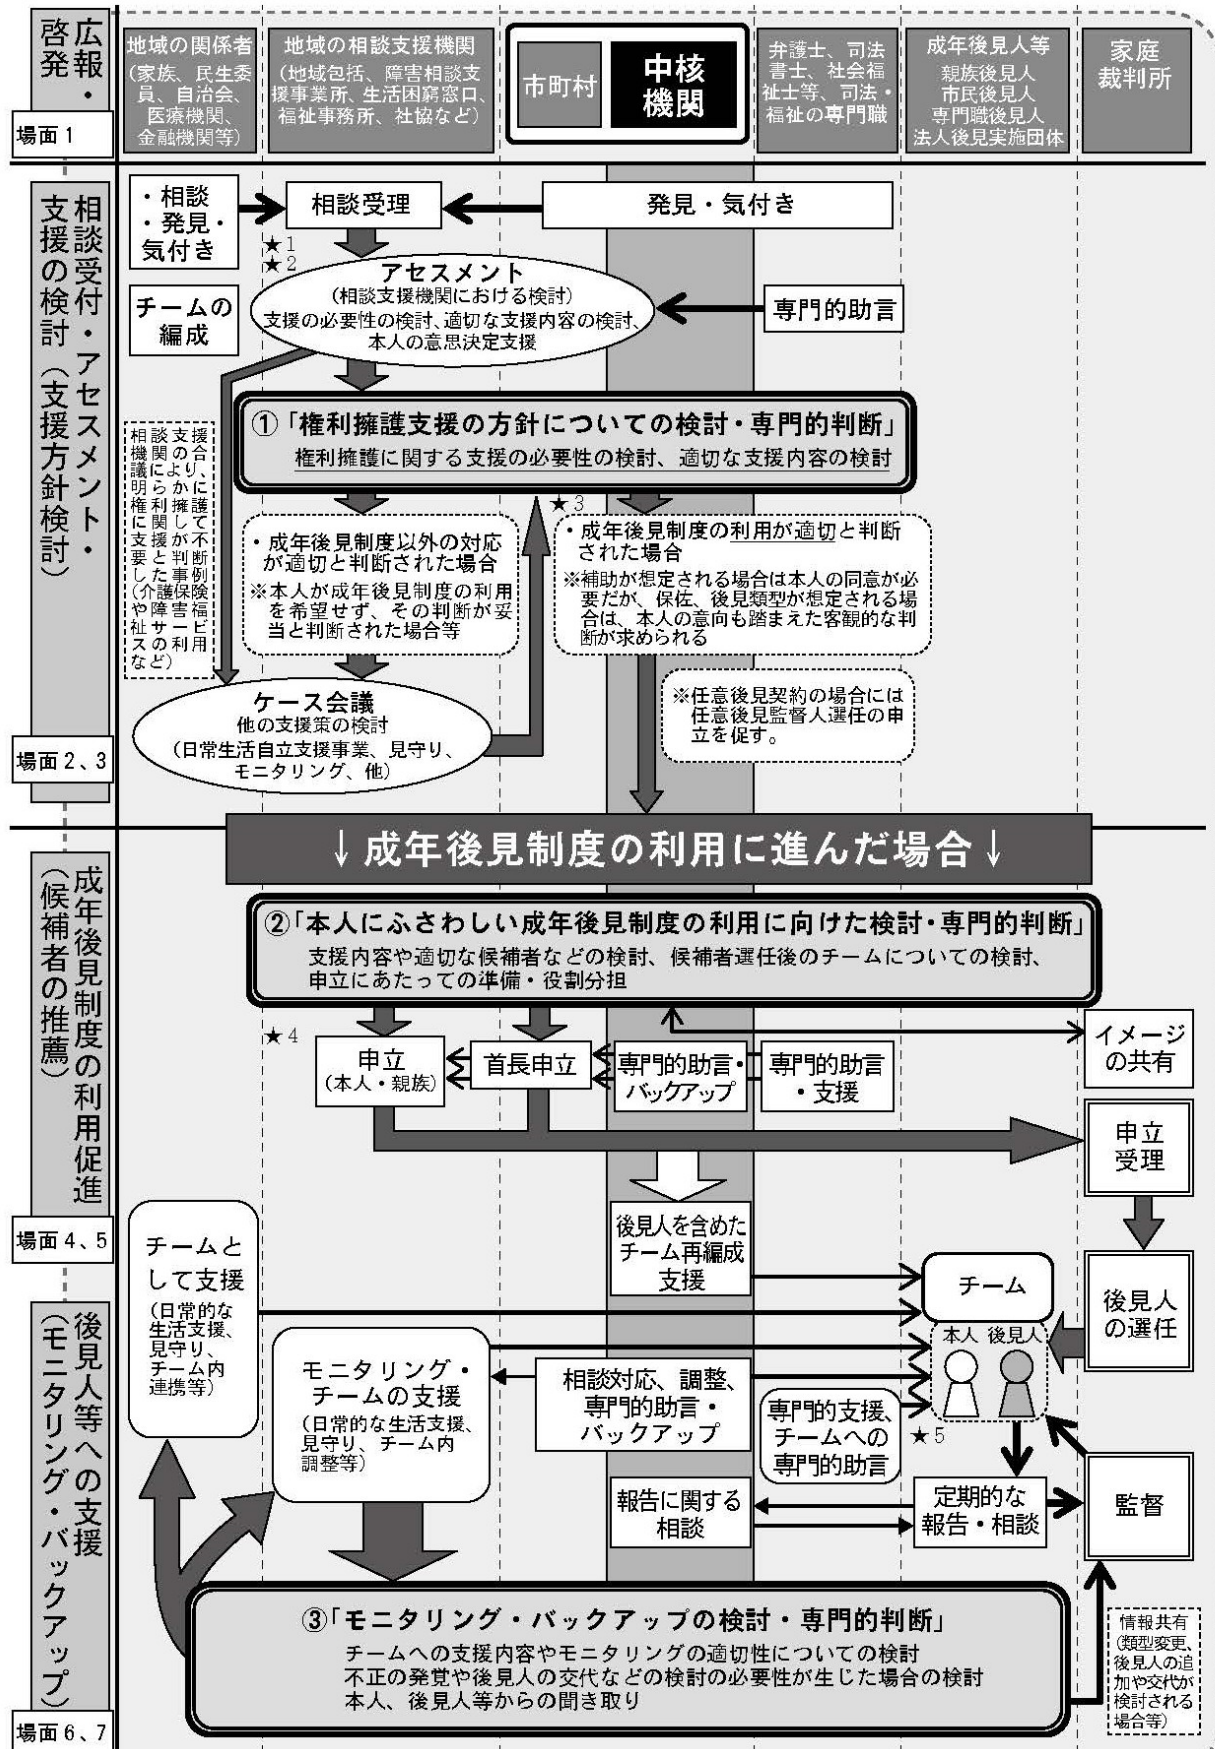 広報・
啓発
場面1
地域の関係者
(家族、民生委
員、自治会、
医療機関、
金融機関等)
地域の相談支援機関
(地域包括、障害相談支
援事業所、生活困窮窓口、
福祉事務所、社協など)
市町村
中核
機関
弁護士、司法
書士、社会福
祉士等、司法・
福祉の専門職
成年後見人等
親族後見人
市民後見人
専門職後見人
法人後見実施団体
家庭
裁判所
相談受付・アセスメント・
支援の検討(支援方針検討)
場面2、3
・相談
・発見・
気付き
相談受理
発見・気付き
★1
★2
チームの
編成
アセスメント
(相談支援機関における検討)
支援の必要性の検討、適切な支援内容の検討、
本人の意思決定支援
専門的助言
①「権利擁護支援の方針についての検討・専門的判断」
権利擁護に関する支援の必要性の検討、適切な支援内容の検討
相談支援
機関の会
議により、
明らかに
権利擁護
に関して
支援が不
要と判断
した事例
(介護保険
や障害福
祉サービ
スの利用
など)
★3
・成年後見制度以外の対応
が適切と判断された場合
※本人が成年後見制度の利用
を希望せず、その判断が妥
当と判断された場合等
・成年後見制度の利用が適切と判断
された場合
※補助が想定される場合は本人の同意が必
要だが、保佐、後見類型が想定される場
合は、本人の意向も踏まえた客観的な判
断が求められる
※任意後見契約の場合には
任意後見監督人選任の申
立を促す。
ケース会議
他の支援策の検討
(日常生活自立支援事業、見守り、
モニタリング、他)
↓成年後見制度の利用に進んだ場合↓
成年後見制度の利用促進
(候補者の推薦)
場面4、5
②「本人にふさわしい成年後見制度の利用に向けた検討・専門的判断」
支援内容や適切な候補者などの検討、候補者選任後のチームについての検討、
申立にあたっての準備・役割分担
★4
申立
(本人・親族)
首長申立
専門的助言・
バックアップ
専門的助言
・支援
イメージ
の共有
申立
受理
後見人を含めた
チーム再編成
支援
後見人等への支援
(モニタリング・バックアップ)
場面6、7
チームと
して支援
(日常的な
生活支援、
見守り、
チーム内
連携等)
チーム
本人 後見人
後見人
の選任
モニタリング・
チームの支援
(日常的な生活支援、
見守り、チーム内
調整等)
相談対応、調整、
専門的助言・
バックアップ
専門的支援、
チームへの
専門的助言
★5
報告に関する
相談
定期的な
報告・相談
監督
③「モニタリング・バックアップの検討・専門的判断」
チームへの支援内容やモニタリングの適切性についての検討
不正の発覚や後見人の交代などの検討の必要性が生じた場合の検討
本人、後見人等からの聞き取り
情報共有
(類型変更、
後見人の追
加や交代が
検討される
場合等)